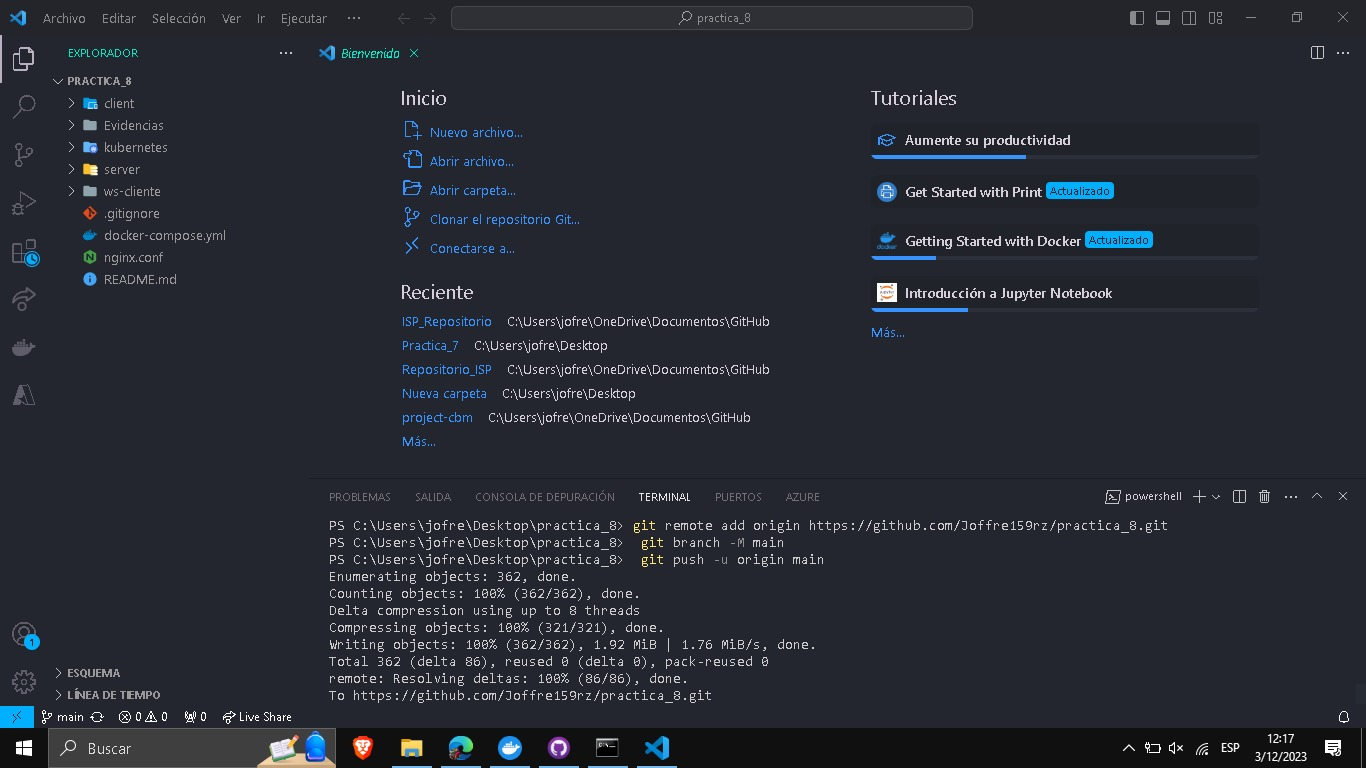 Archivo Editar Selección Ver Ir Ejecutar ··· practica_8
EXPLORADOR ···
PRACTICA_8
client
Evidencias
kubernetes
server
ws-cliente
.gitignore
docker-compose.yml
nginx.conf
README.md
ESQUEMA
LÍNEA DE TIEMPO
Bienvenido
Inicio
Nuevo archivo...
Abrir archivo...
Abrir carpeta...
Clonar el repositorio Git...
Conectarse a...
Reciente
ISP_Repositorio C:\Users\jofre\OneDrive\Documentos\GitHub
Practica_7 C:\Users\jofre\Desktop
Repositorio_ISP C:\Users\jofre\OneDrive\Documentos\GitHub
Nueva carpeta C:\Users\jofre\Desktop
project-cbm C:\Users\jofre\OneDrive\Documentos\GitHub
Más...
Tutoriales
Aumente su productividad
Get Started with Print Actualizado
docker Getting Started with Docker Actualizado
jupyter Introducción a Jupyter Notebook
Más...
PROBLEMAS SALIDA CONSOLA DE DEPURACIÓN TERMINAL PUERTOS AZURE powershell
PS C:\Users\jofre\Desktop\practica_8> git remote add origin https://github.com/Joffre159rz/practica_8.git
PS C:\Users\jofre\Desktop\practica_8> git branch -M main
PS C:\Users\jofre\Desktop\practica_8> git push -u origin main
Enumerating objects: 362, done.
Counting objects: 100% (362/362), done.
Delta compression using up to 8 threads
Compressing objects: 100% (321/321), done.
Writing objects: 100% (362/362), 1.92 MiB | 1.76 MiB/s, done.
Total 362 (delta 86), reused 0 (delta 0), pack-reused 0
remote: Resolving deltas: 100% (86/86), done.
To https://github.com/Joffre159rz/practica_8.git
1
main 0 0 0 Live Share
Buscar ESP 12:17
3/12/2023